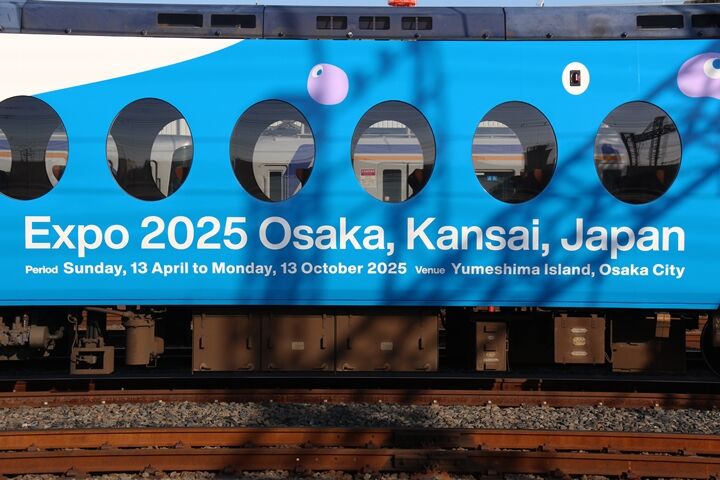 Expo 2025 Osaka, Kansai, Japan
Period Sunday, 13 April to Monday, 13 October 2025 Venue Yumeshima Island, Osaka City